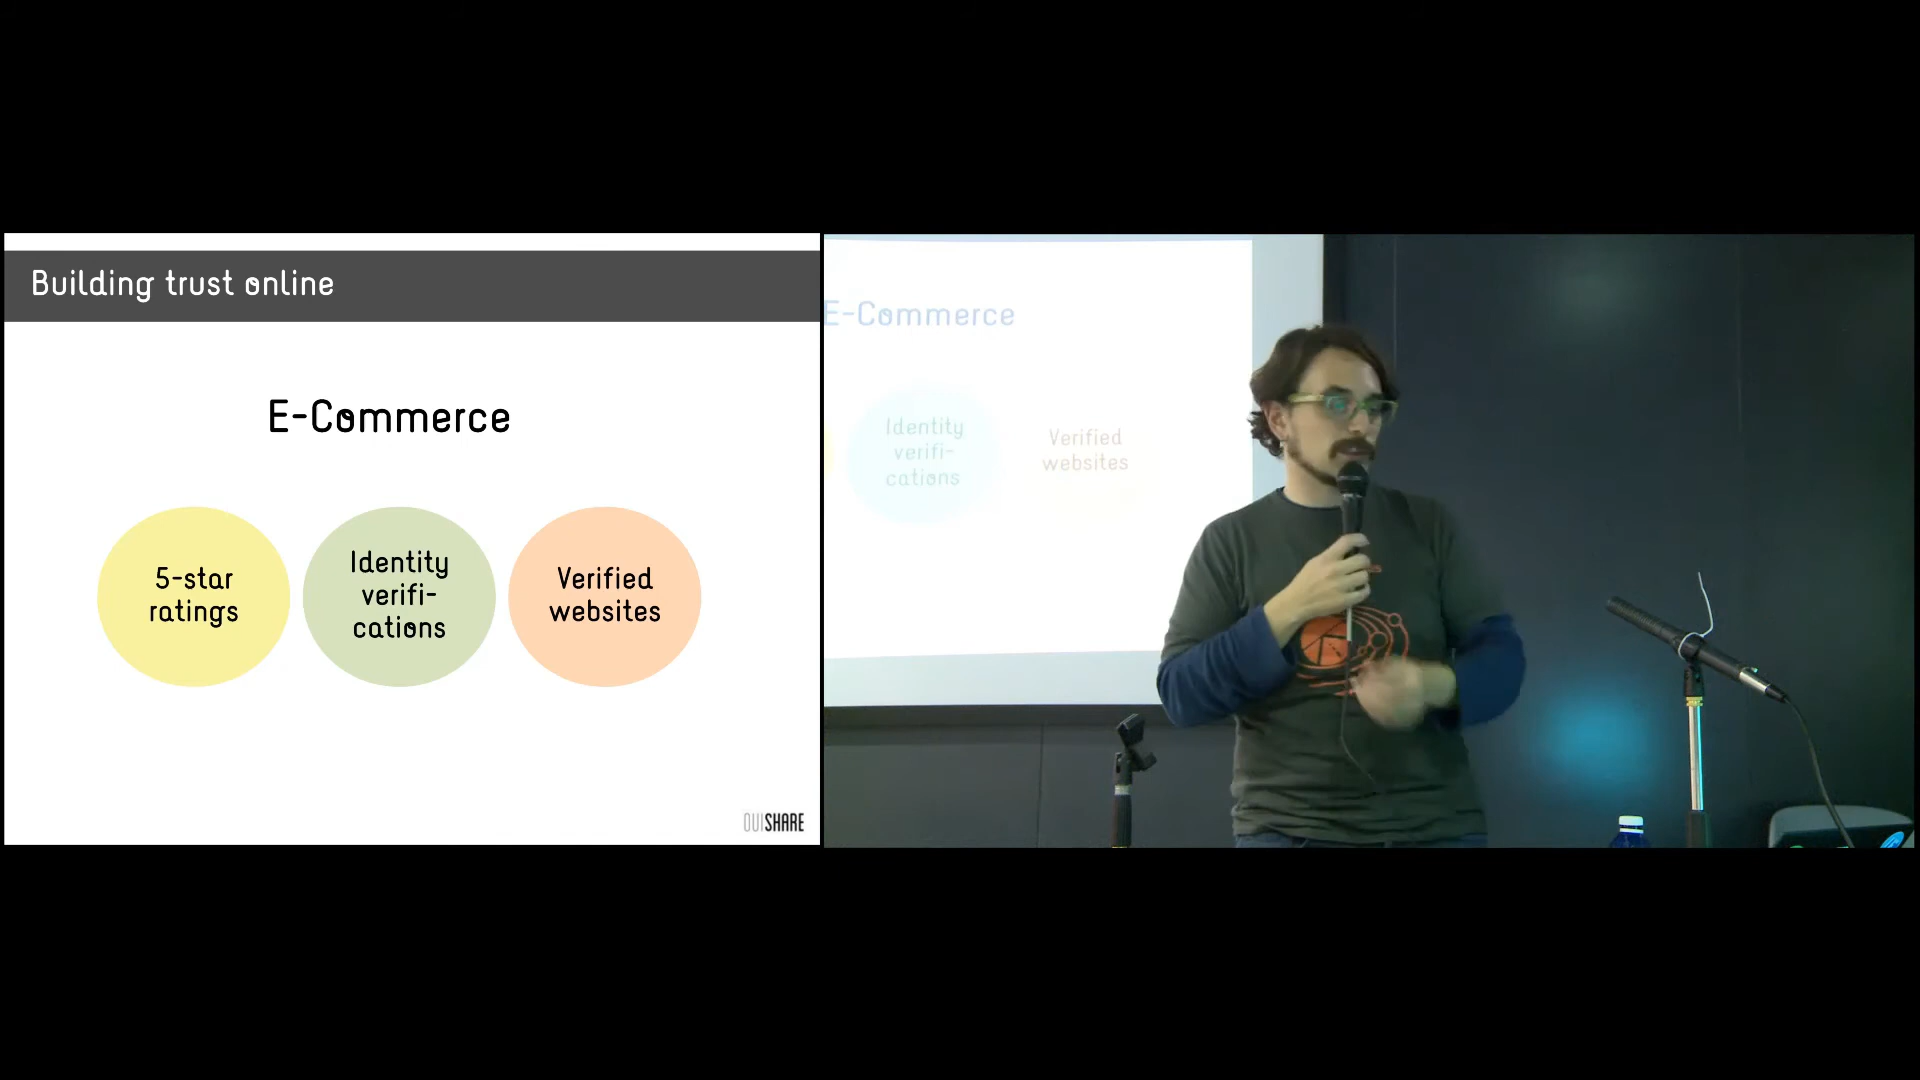 Building trust online
E-Commerce
5-star
ratings
Identity
verifi-
cations
Verified
websites
OUISHARE
E-Commerce
Identity
verifi-
cations
Verified
websites